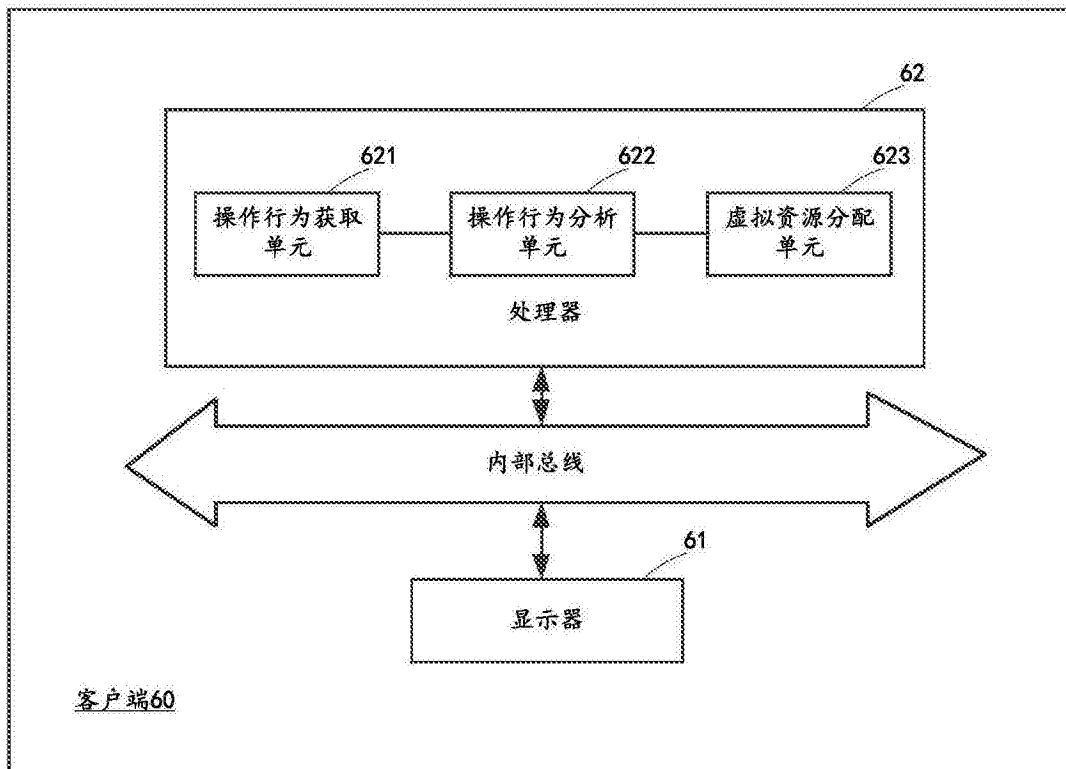 62
621
622
623
操作行为获取
单元
操作行为分析
单元
虚拟资源分配
单元
处理器
内部总线
61
显示器
客户端60